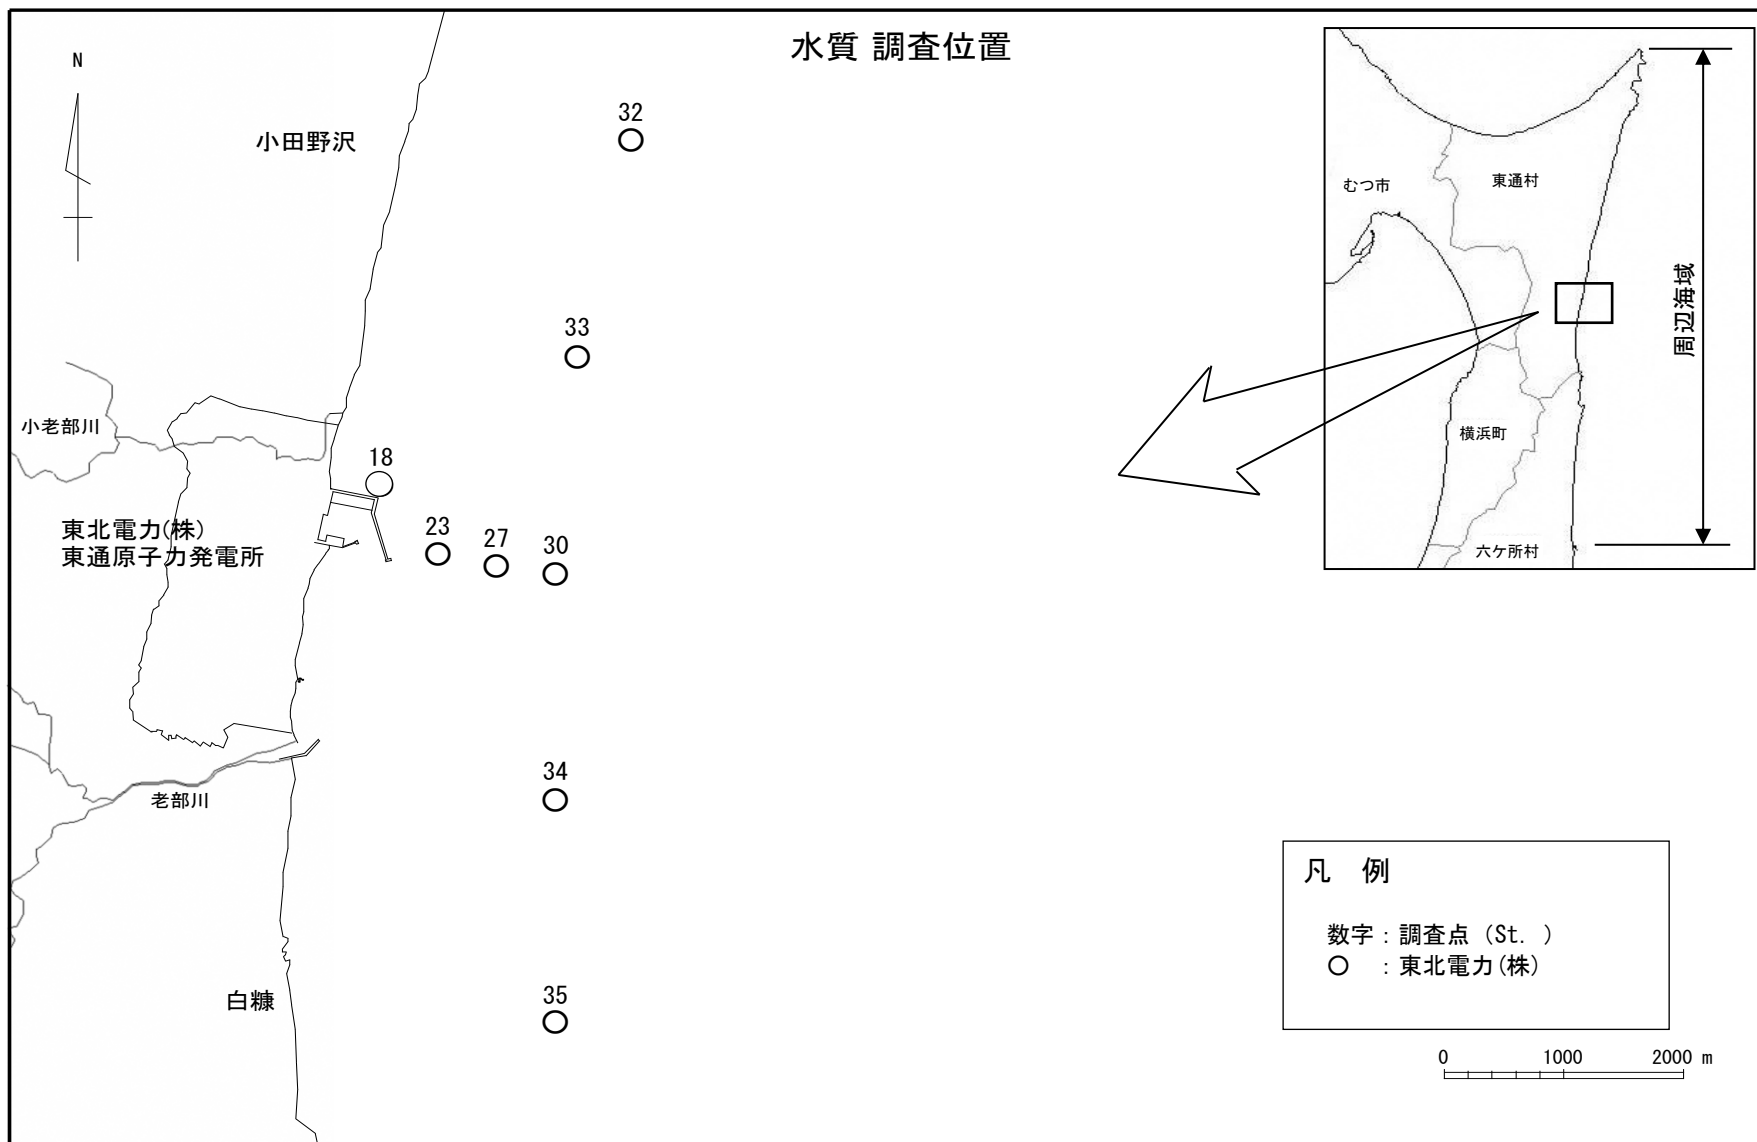 水質 調査位置
N
小田野沢
32
33
小老部川
18
東北電力(株)
東通原子力発電所
23
27
30
老部川
34
白糠
35
むつ市
東通村
横浜町
六ケ所村
周辺海域
凡 例
数字：調査点（St. ）
○ ：東北電力(株)
0 1000 2000 m